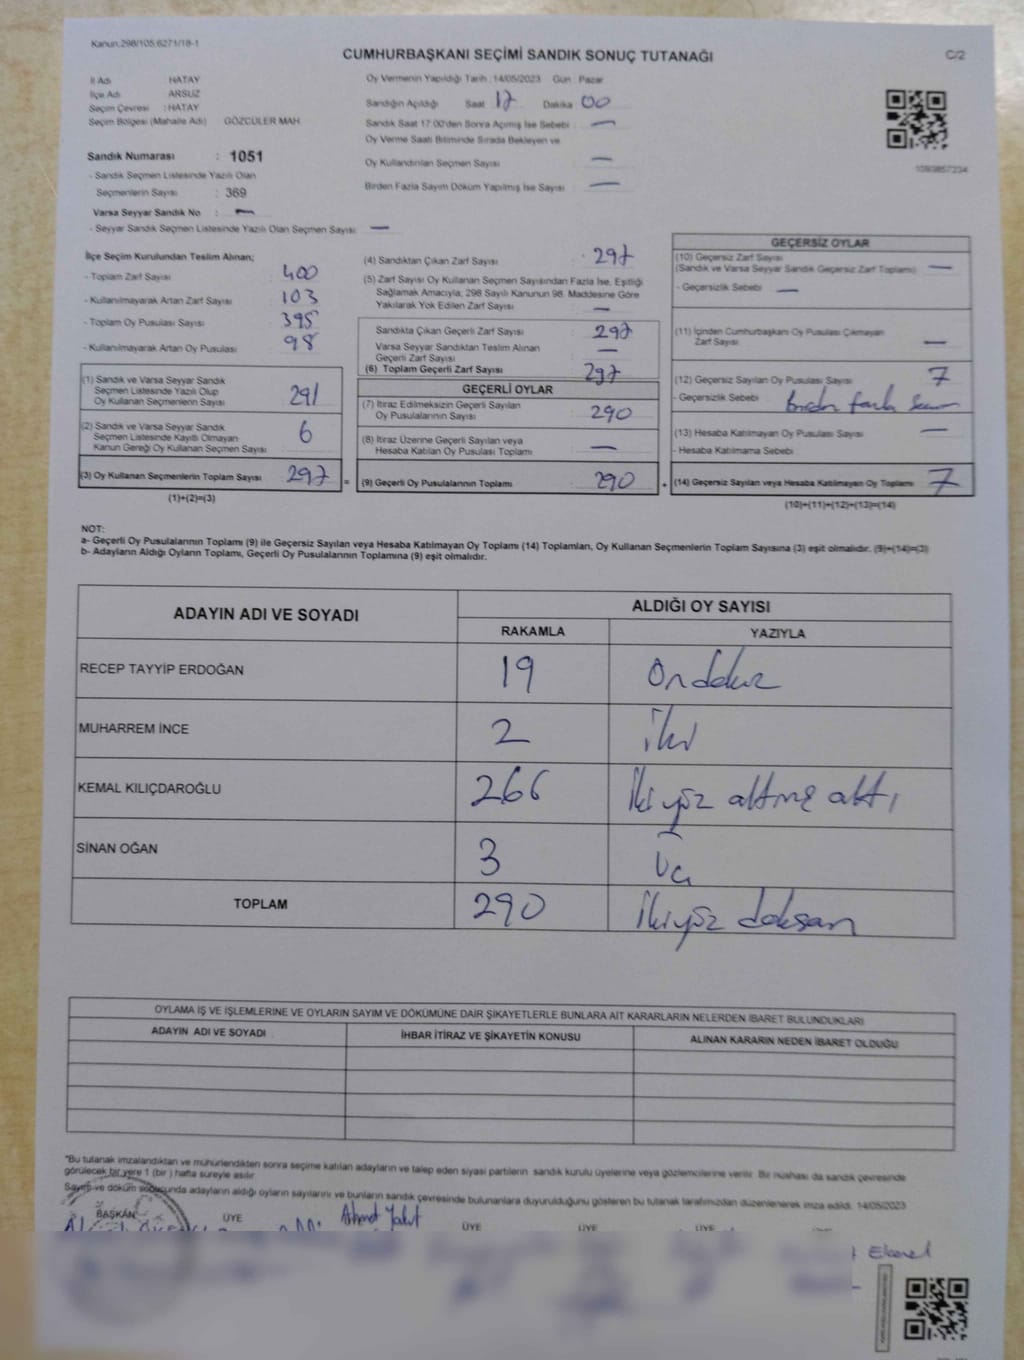 Kanun.298/105;6271/18-1
CUMHURBAŞKANI SEÇİMİ SANDIK SONUÇ TUTANAĞI
C/2
İl Adı HATAY
İlçe Adı ARSUZ
Seçim Çevresi : HATAY
Seçim Bölgesi (Mahalle Adı) GÖZCÜLER MAH.
Sandık Numarası : 1051
- Sandık Seçmen Listesinde Yazılı Olan
Seçmenlerin Sayısı : 369
Varsa Seyyar Sandık No : —
- Seyyar Sandık Seçmen Listesinde Yazılı Olan Seçmen Sayısı —
Oy Vermenin Yapıldığı Tarih : 14/05/2023 Gün : Pazar
Sandığın Açıldığı Saat 17 Dakika 00
Sandık Saat 17:00'den Sonra Açmış İse Sebebi : —
Oy Verme Saati Bitiminde Sırada Bekleyen ve
Oy Kullandırılan Seçmen Sayısı —
Birden Fazla Sayım Döküm Yapılmış İse Sayısı —
1093857234
İlçe Seçim Kurulundan Teslim Alınan;
- Toplam Zarf Sayısı 400
- Kullanılmayarak Artan Zarf Sayısı 103
- Toplam Oy Pusulası Sayısı 395
- Kullanılmayarak Artan Oy Pusulası 98
(1) Sandık ve Varsa Seyyar Sandık
Seçmen Listesinde Yazılı Olup
Oy Kullanan Seçmenlerin Sayısı 291
(2) Sandık ve Varsa Seyyar Sandık
Seçmen Listesinde Kayıtlı Olmayan
Kanun Gereği Oy Kullanan Seçmen Sayısı 6
(3) Oy Kullanan Seçmenlerin Toplam Sayısı 297 =
(1)+(2)=(3)
(4) Sandıktan Çıkan Zarf Sayısı : 297
(5) Zarf Sayısı Oy Kullanan Seçmen Sayısından Fazla İse, Eşitliği
Sağlamak Amacıyla, 298 Sayılı Kanunun 98. Maddesine Göre
Yakılarak Yok Edilen Zarf Sayısı —
Sandıkta Çıkan Geçerli Zarf Sayısı 297
Varsa Seyyar Sandıktan Teslim Alınan
Geçerli Zarf Sayısı —
(6) Toplam Geçerli Zarf Sayısı 297
GEÇERLİ OYLAR
(7) İtiraz Edilmeksizin Geçerli Sayılan
Oy Pusulalarının Sayısı 290
(8) İtiraz Üzerine Geçerli Sayılan veya
Hesaba Katılan Oy Pusulası Toplamı —
(9) Geçerli Oy Pusulalarının Toplamı 290 +
GEÇERSİZ OYLAR
(10) Geçersiz Zarf Sayısı
(Sandık ve Varsa Seyyar Sandık Geçersiz Zarf Toplamı) —
- Geçersizlik Sebebi —
(11) İçinden Cumhurbaşkanı Oy Pusulası Çıkmayan
Zarf Sayısı —
(12) Geçersiz Sayılan Oy Pusulası Sayısı 7
- Geçersizlik Sebebi
(13) Hesaba Katılmayan Oy Pusulası Sayısı —
- Hesaba Katılmama Sebebi
(14) Geçersiz Sayılan veya Hesaba Katılmayan Oy Toplamı 7
(10)+(11)+(12)+(13)=(14)
NOT:
a- Geçerli Oy Pusulalarının Toplamı (9) ile Geçersiz Sayılan veya Hesaba Katılmayan Oy Toplamı (14) Toplamları, Oy Kullanan Seçmenlerin Toplam Sayısına (3) eşit olmalıdır. (9)+(14)=(3)
b- Adayların Aldığı Oyların Toplamı, Geçerli Oy Pusulalarının Toplamına (9) eşit olmalıdır.
ADAYIN ADI VE SOYADI ALDIĞI OY SAYISI
RAKAMLA YAZIYLA
RECEP TAYYİP ERDOĞAN 19 Ondokuz
MUHARREM İNCE 2 iki
KEMAL KILIÇDAROĞLU 266 İkiyüz altmış altı
SİNAN OĞAN 3 Üç
TOPLAM 290 İkiyüz doksan
OYLAMA İŞ VE İŞLEMLERİNE VE OYLARIN SAYIM VE DÖKÜMÜNE DAİR ŞİKAYETLERLE BUNLARA AİT KARARLARIN NELERDEN İBARET BULUNDUKLARI
ADAYIN ADI VE SOYADI İHBAR İTİRAZ VE ŞİKAYETİN KONUSU ALINAN KARARIN NEDEN İBARET OLDUĞU
*Bu tutanak imzalandıktan ve mühürlendikten sonra seçime katılan adayların ve talep eden siyasi partilerin sandık kurulu üyelerine veya gözlemcilerine verilir. Bir nüshası da sandık çevresinde
görülecek bir yere 1 (bir ) hafta süreyle asılır.
Sayım ve döküm sonucunda adayların aldığı oyların sayılarını ve bunların sandık çevresinde bulunanlara duyurulduğunu gösteren bu tutanak tarafımızdan düzenlenerek imza edildi. 14/05/2023
BAŞKAN ÜYE Ahmet ÜYE ÜYE ÜYE